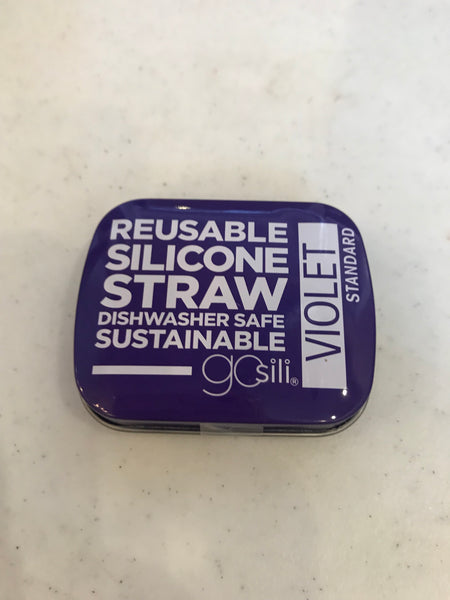 REUSABLE
SILICONE
STRAW
DISHWASHER SAFE
SUSTAINABLE
gosili®
VIOLET
STANDARD